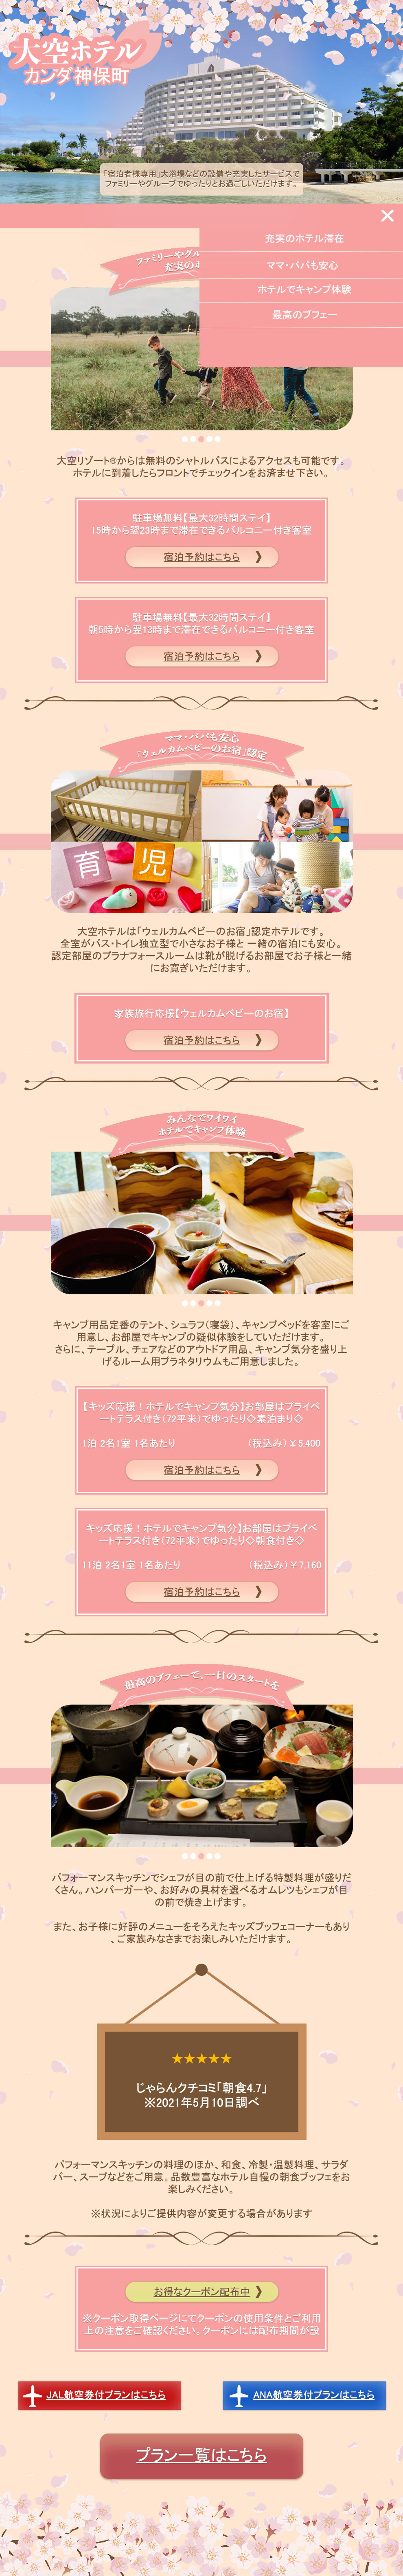 大空ホテル
カンダ神保町
「宿泊者様専用」大浴場などの設備や充実したサービスで
ファミリーやグループでゆったりとお過ごしいただけます。
充実のホテル滞在
ママ・パパも安心
ホテルでキャンプ体験
最高のブフェー
ファミリーやグル
充実のホ
大空リゾート®からは無料のシャトルバスによるアクセスも可能です。
ホテルに到着したらフロントでチェックインをお済ませ下さい。
駐車場無料【最大32時間ステイ】
15時から翌23時まで滞在できるバルコニー付き客室
宿泊予約はこちら 》
駐車場無料【最大32時間ステイ】
朝5時から翌13時まで滞在できるバルコニー付き客室
宿泊予約はこちら 》
ママ・パパも安心
「ウェルカムベビーのお宿」認定
育児
大空ホテルは「ウェルカムベビーのお宿」認定ホテルです。
全室がバス・トイレ独立型で小さなお子様と 一緒の宿泊にも安心。
認定部屋のプラナフォースルームは靴が脱げるお部屋でお子様と一緒
にお寛ぎいただけます。
家族旅行応援【ウェルカムベビーのお宿】
宿泊予約はこちら 》
みんなでワイワイ
ホテルでキャンプ体験
キャンプ用品定番のテント、シュラフ(寝袋)、キャンプベッドを客室にご
用意し、お部屋でキャンプの疑似体験をしていただけます。
さらに、テーブル、チェアなどのアウトドア用品、キャンプ気分を盛り上
げるルーム用プラネタリウムもご用意しました。
【キッズ応援！ホテルでキャンプ気分】お部屋はプライベ
ートテラス付き(72平米)でゆったり◇素泊まり◇
1泊 2名1室 1名あたり (税込み)￥5,400
宿泊予約はこちら 》
キッズ応援！ホテルでキャンプ気分】お部屋はプライベ
ートテラス付き(72平米)でゆったり◇朝食付き◇
11泊 2名1室 1名あたり (税込み)￥7,160
宿泊予約はこちら 》
最高のブフェーで、一日のスタートを
パフォーマンスキッチンでシェフが目の前で仕上げる特製料理が盛りだ
くさん。ハンバーガーや、お好みの具材を選べるオムレツもシェフが目
の前で焼き上げます。
また、お子様に好評のメニューをそろえたキッズブッフェコーナーもあり
、ご家族みなさまでお楽しみいただけます。
★★★★★
じゃらんクチコミ「朝食4.7」
※2021年5月10日調べ
パフォーマンスキッチンの料理のほか、和食、冷製・温製料理、サラダ
バー、スープなどをご用意。品数豊富なホテル自慢の朝食ブッフェをお
楽しみください。
※状況によりご提供内容が変更する場合があります
お得なクーポン配布中 》
※クーポン取得ページにてクーポンの使用条件とご利用
上の注意をご確認ください。クーポンには配布期間が設
JAL航空券付プランはこちら
ANA航空券付プランはこちら
プラン一覧はこちら